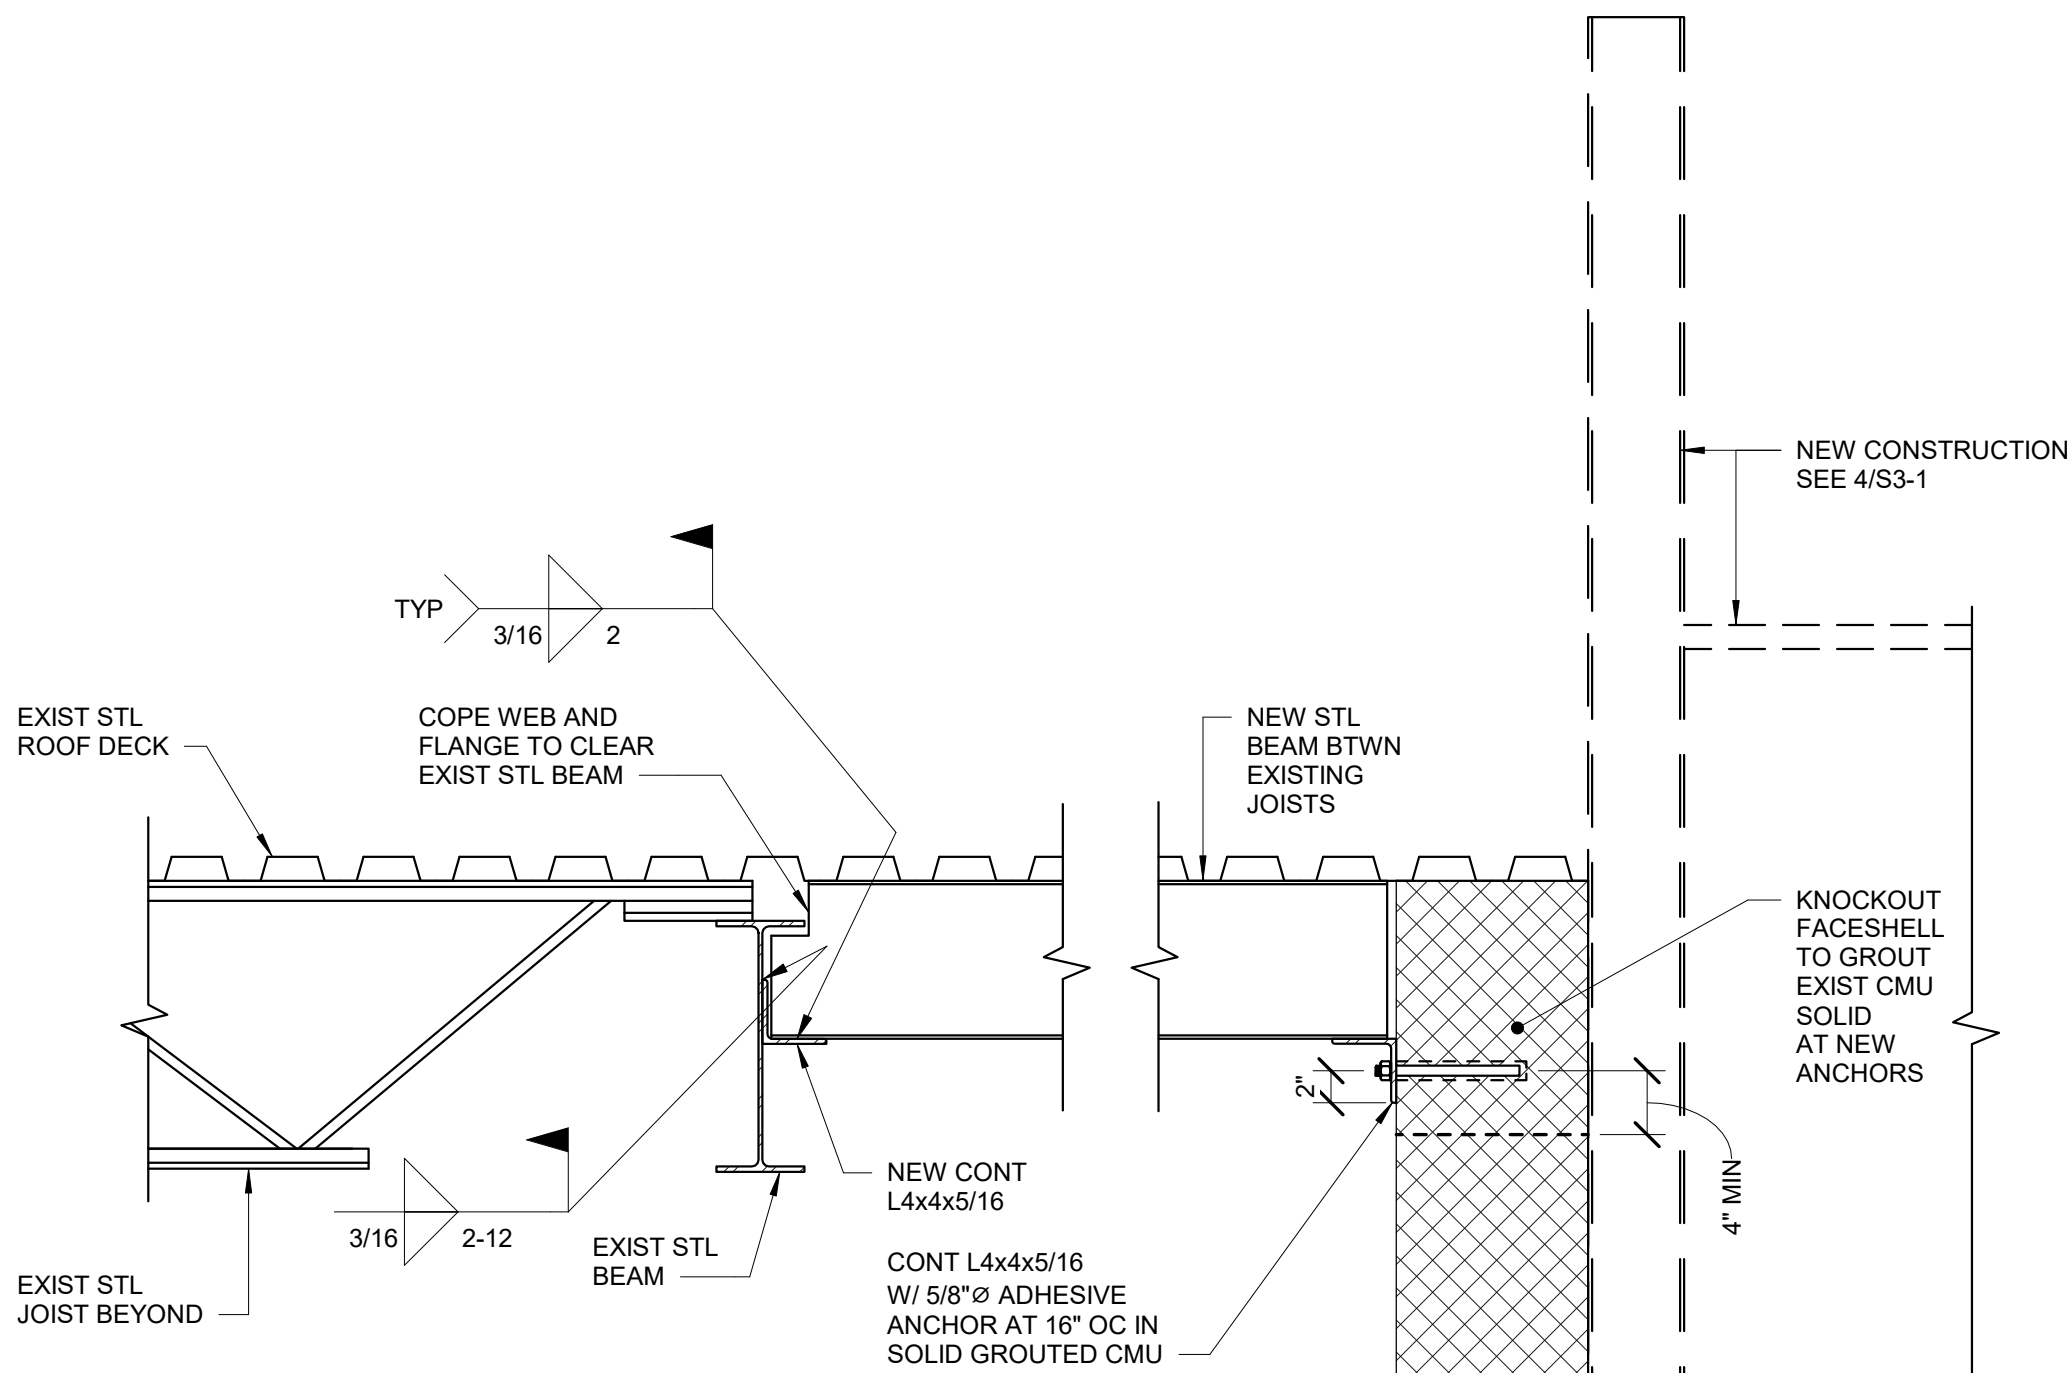 NEW CONSTRUCTION
SEE 4/S3-1
TYP
3/16
2
EXIST STL
ROOF DECK
COPE WEB AND
FLANGE TO CLEAR
EXIST STL BEAM
NEW STL
BEAM BTWN
EXISTING
JOISTS
KNOCKOUT
FACESHELL
TO GROUT
EXIST CMU
SOLID
AT NEW
ANCHORS
2"
4" MIN
NEW CONT
L4x4x5/16
3/16
2-12
EXIST STL
BEAM
EXIST STL
JOIST BEYOND
CONT L4x4x5/16
W/ 5/8"Ø ADHESIVE
ANCHOR AT 16" OC IN
SOLID GROUTED CMU